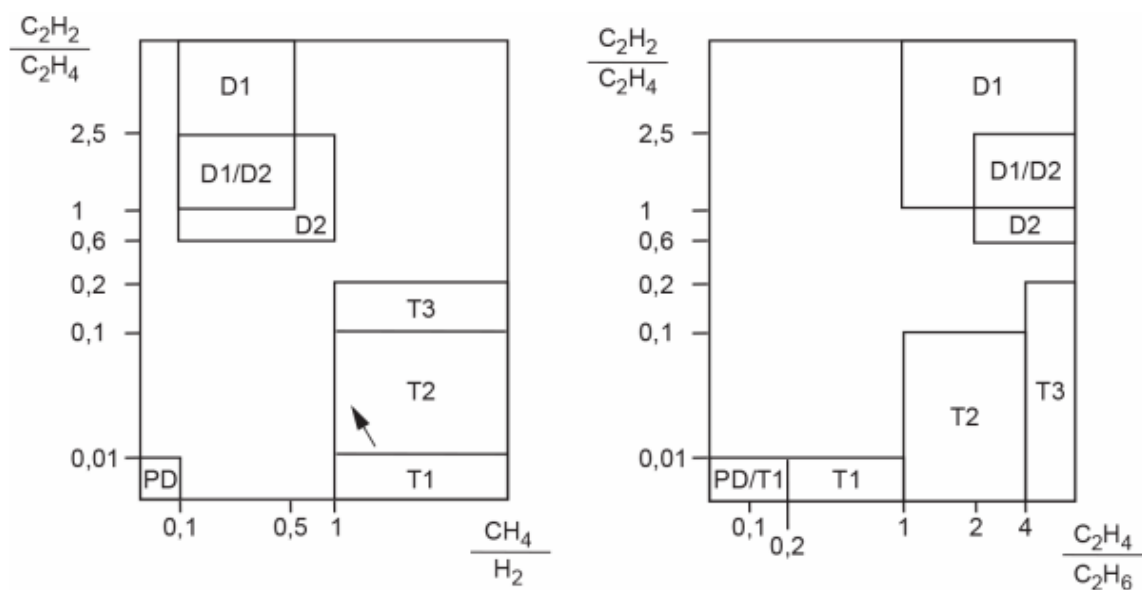 C₂H₂
C₂H₄
2,5
1
0,6
0,2
0,1
0,01
D1
D1/D2
D2
T3
T2
T1
PD
0,1
0,5
1
CH₄
H₂
C₂H₂
C₂H₄
2,5
1
0,6
0,2
0,1
0,01
D1
D1/D2
D2
T3
T2
PD/T1
T1
0,1
0,2
1
2
4
C₂H₄
C₂H₆